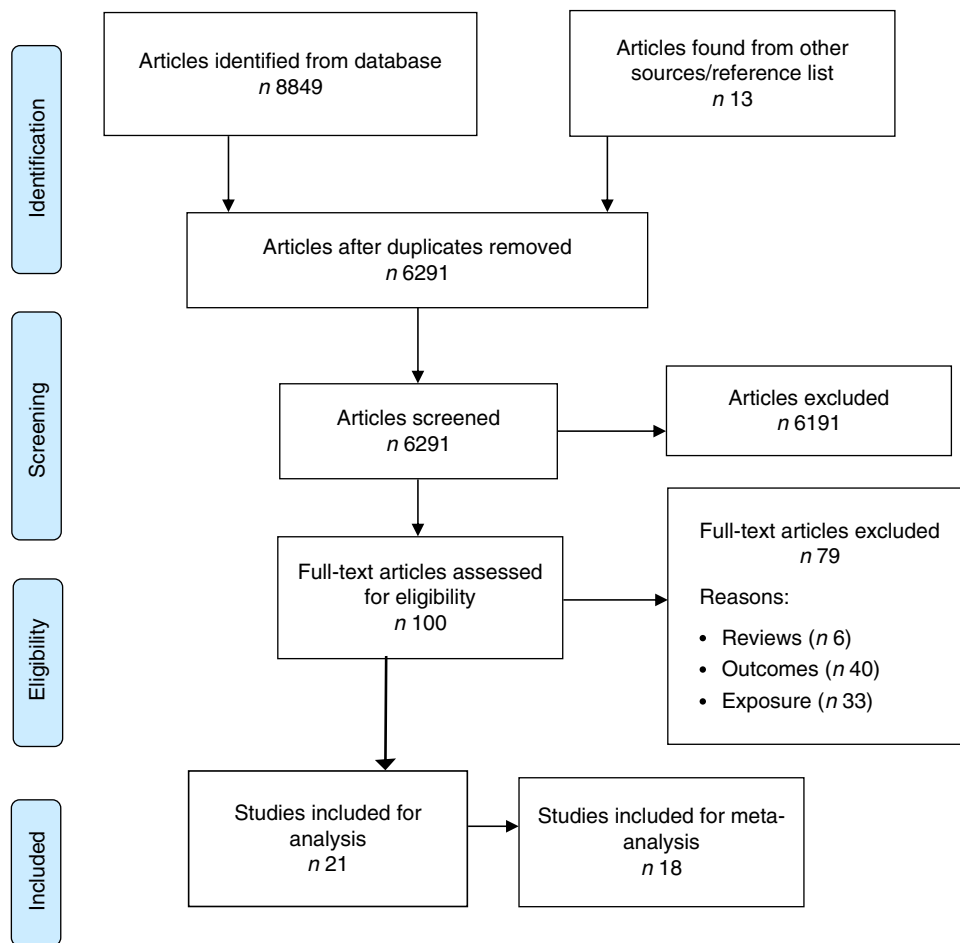 Identification
Articles identified from database
n 8849
Articles found from other
sources/reference list
n 13
Articles after duplicates removed
n 6291
Screening
Articles screened
n 6291
Articles excluded
n 6191
Eligibility
Full-text articles assessed
for eligibility
n 100
Full-text articles excluded
n 79
Reasons:
• Reviews (n 6)
• Outcomes (n 40)
• Exposure (n 33)
Included
Studies included for
analysis
n 21
Studies included for meta-
analysis
n 18